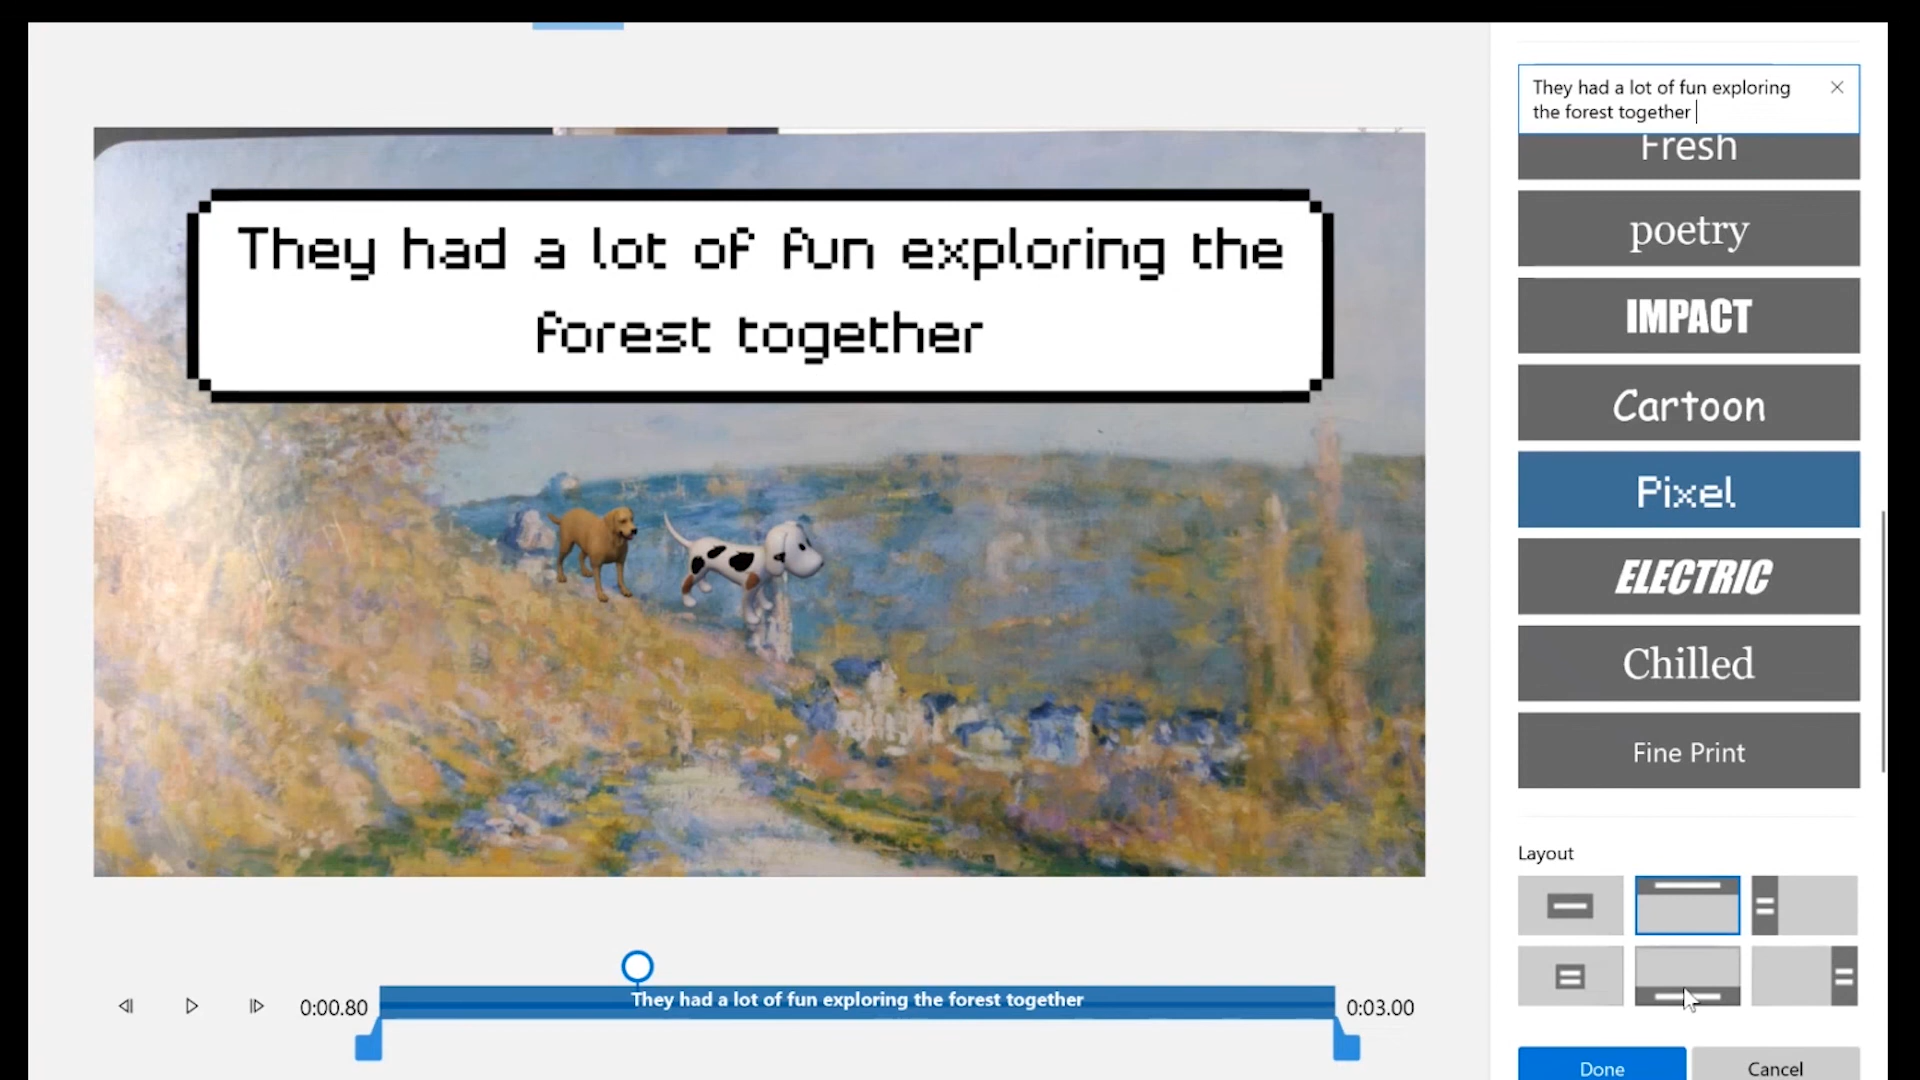 They had a lot of fun exploring
the forest together
Fresh
They had a lot of fun exploring the
forest together
poetry
IMPACT
Cartoon
Pixel
ELECTRIC
Chilled
Fine Print
Layout
0:00.80
They had a lot of fun exploring the forest together
0:03.00
Done
Cancel